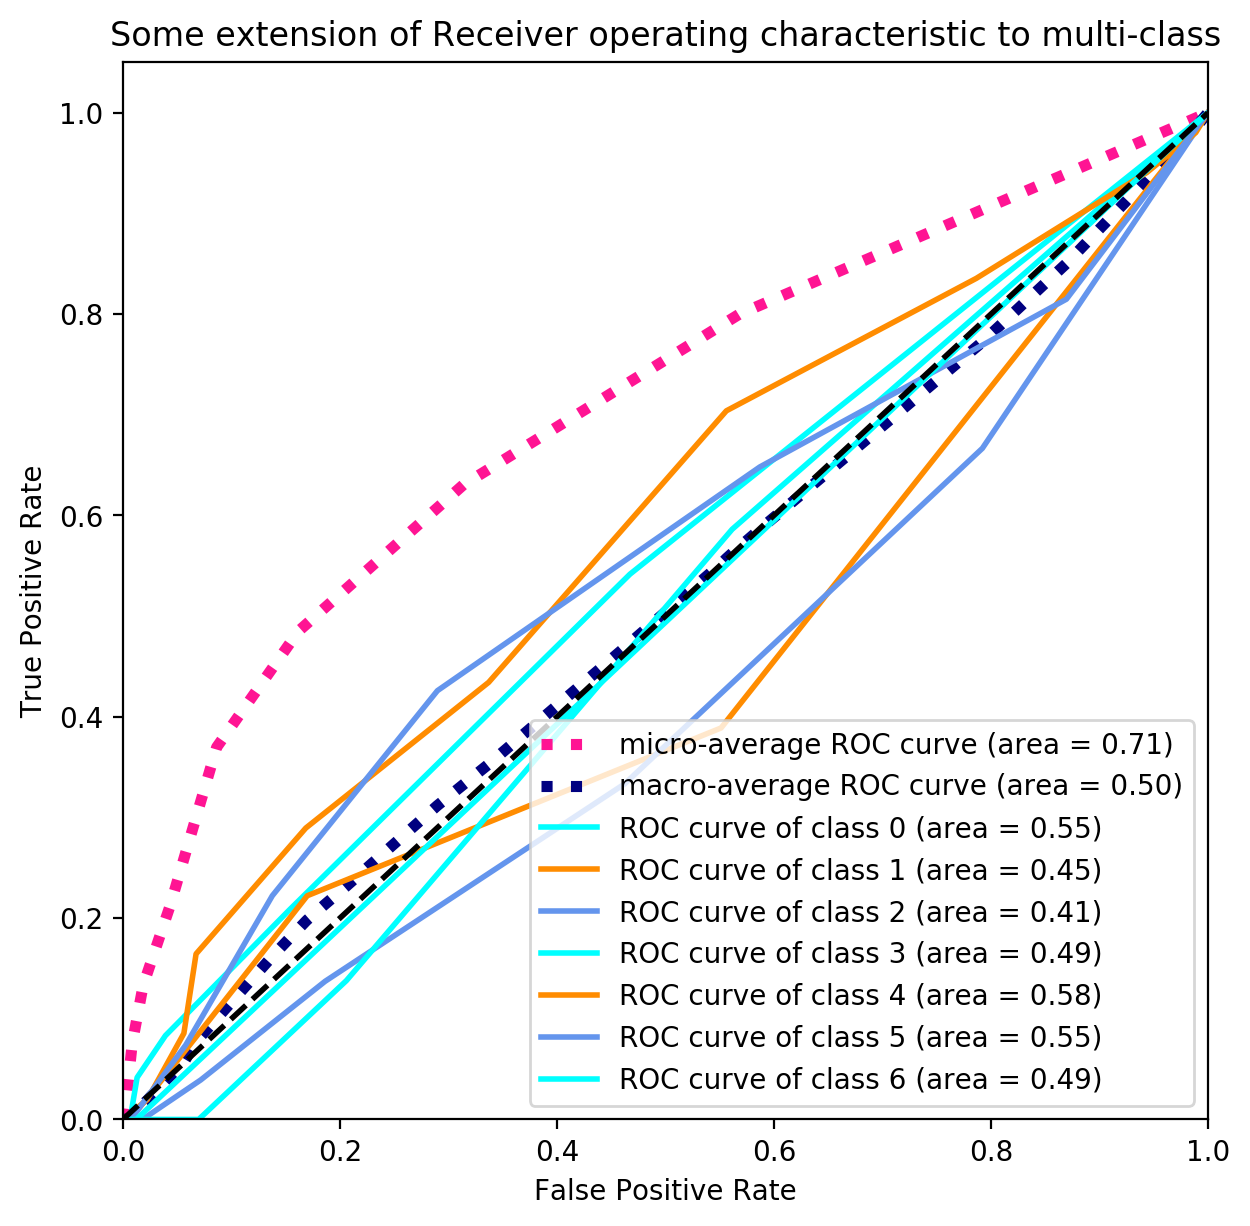 Some extension of Receiver operating characteristic to multi-class
1.0
0.8
0.6
0.4
0.2
0.0
True Positive Rate
micro-average ROC curve (area = 0.71)
macro-average ROC curve (area = 0.50)
ROC curve of class 0 (area = 0.55)
ROC curve of class 1 (area = 0.45)
ROC curve of class 2 (area = 0.41)
ROC curve of class 3 (area = 0.49)
ROC curve of class 4 (area = 0.58)
ROC curve of class 5 (area = 0.55)
ROC curve of class 6 (area = 0.49)
0.0 0.2 0.4 0.6 0.8 1.0
False Positive Rate